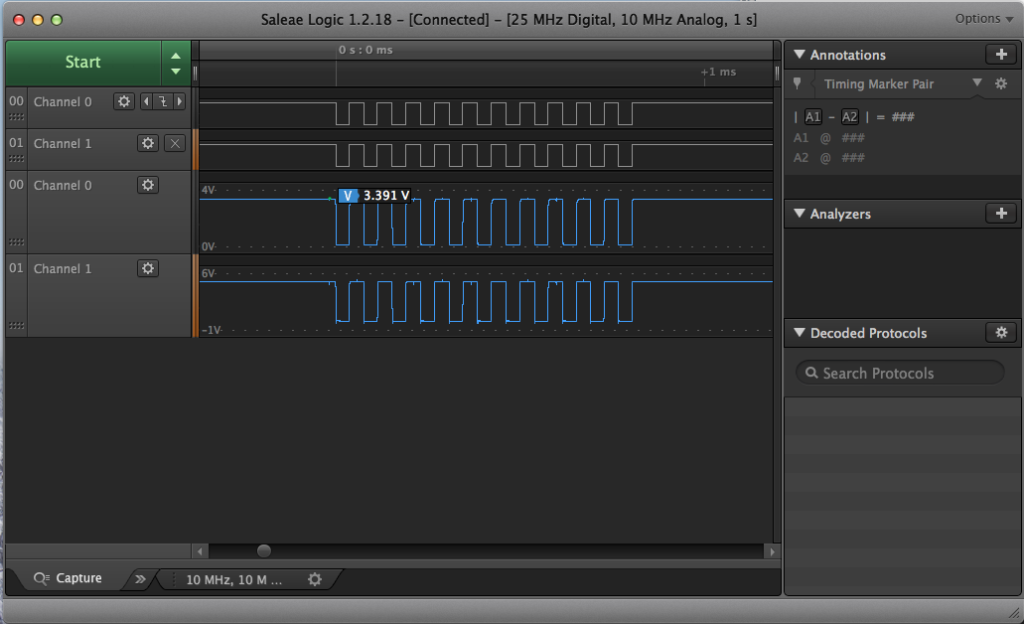 Saleae Logic 1.2.18 – [Connected] – [25 MHz Digital, 10 MHz Analog, 1 s]
Options
Start
0 s : 0 ms
+1 ms
00 Channel 0
01 Channel 1
00 Channel 0
4V
V 3.391 V
0V
01 Channel 1
6V
-1V
Annotations
Timing Marker Pair
| A1 - A2 | = ###
A1 @ ###
A2 @ ###
Analyzers
Decoded Protocols
Search Protocols
Capture
10 MHz, 10 M ...